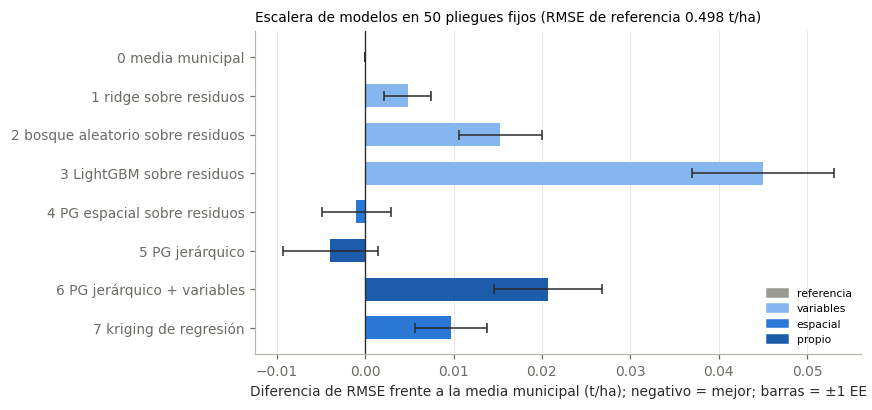 Escalera de modelos en 50 pliegues fijos (RMSE de referencia 0.498 t/ha)
0 media municipal
1 ridge sobre residuos
2 bosque aleatorio sobre residuos
3 LightGBM sobre residuos
4 PG espacial sobre residuos
5 PG jerárquico
6 PG jerárquico + variables
7 kriging de regresión
referencia
variables
espacial
propio
−0.01 0.00 0.01 0.02 0.03 0.04 0.05
Diferencia de RMSE frente a la media municipal (t/ha); negativo = mejor; barras = ±1 EE